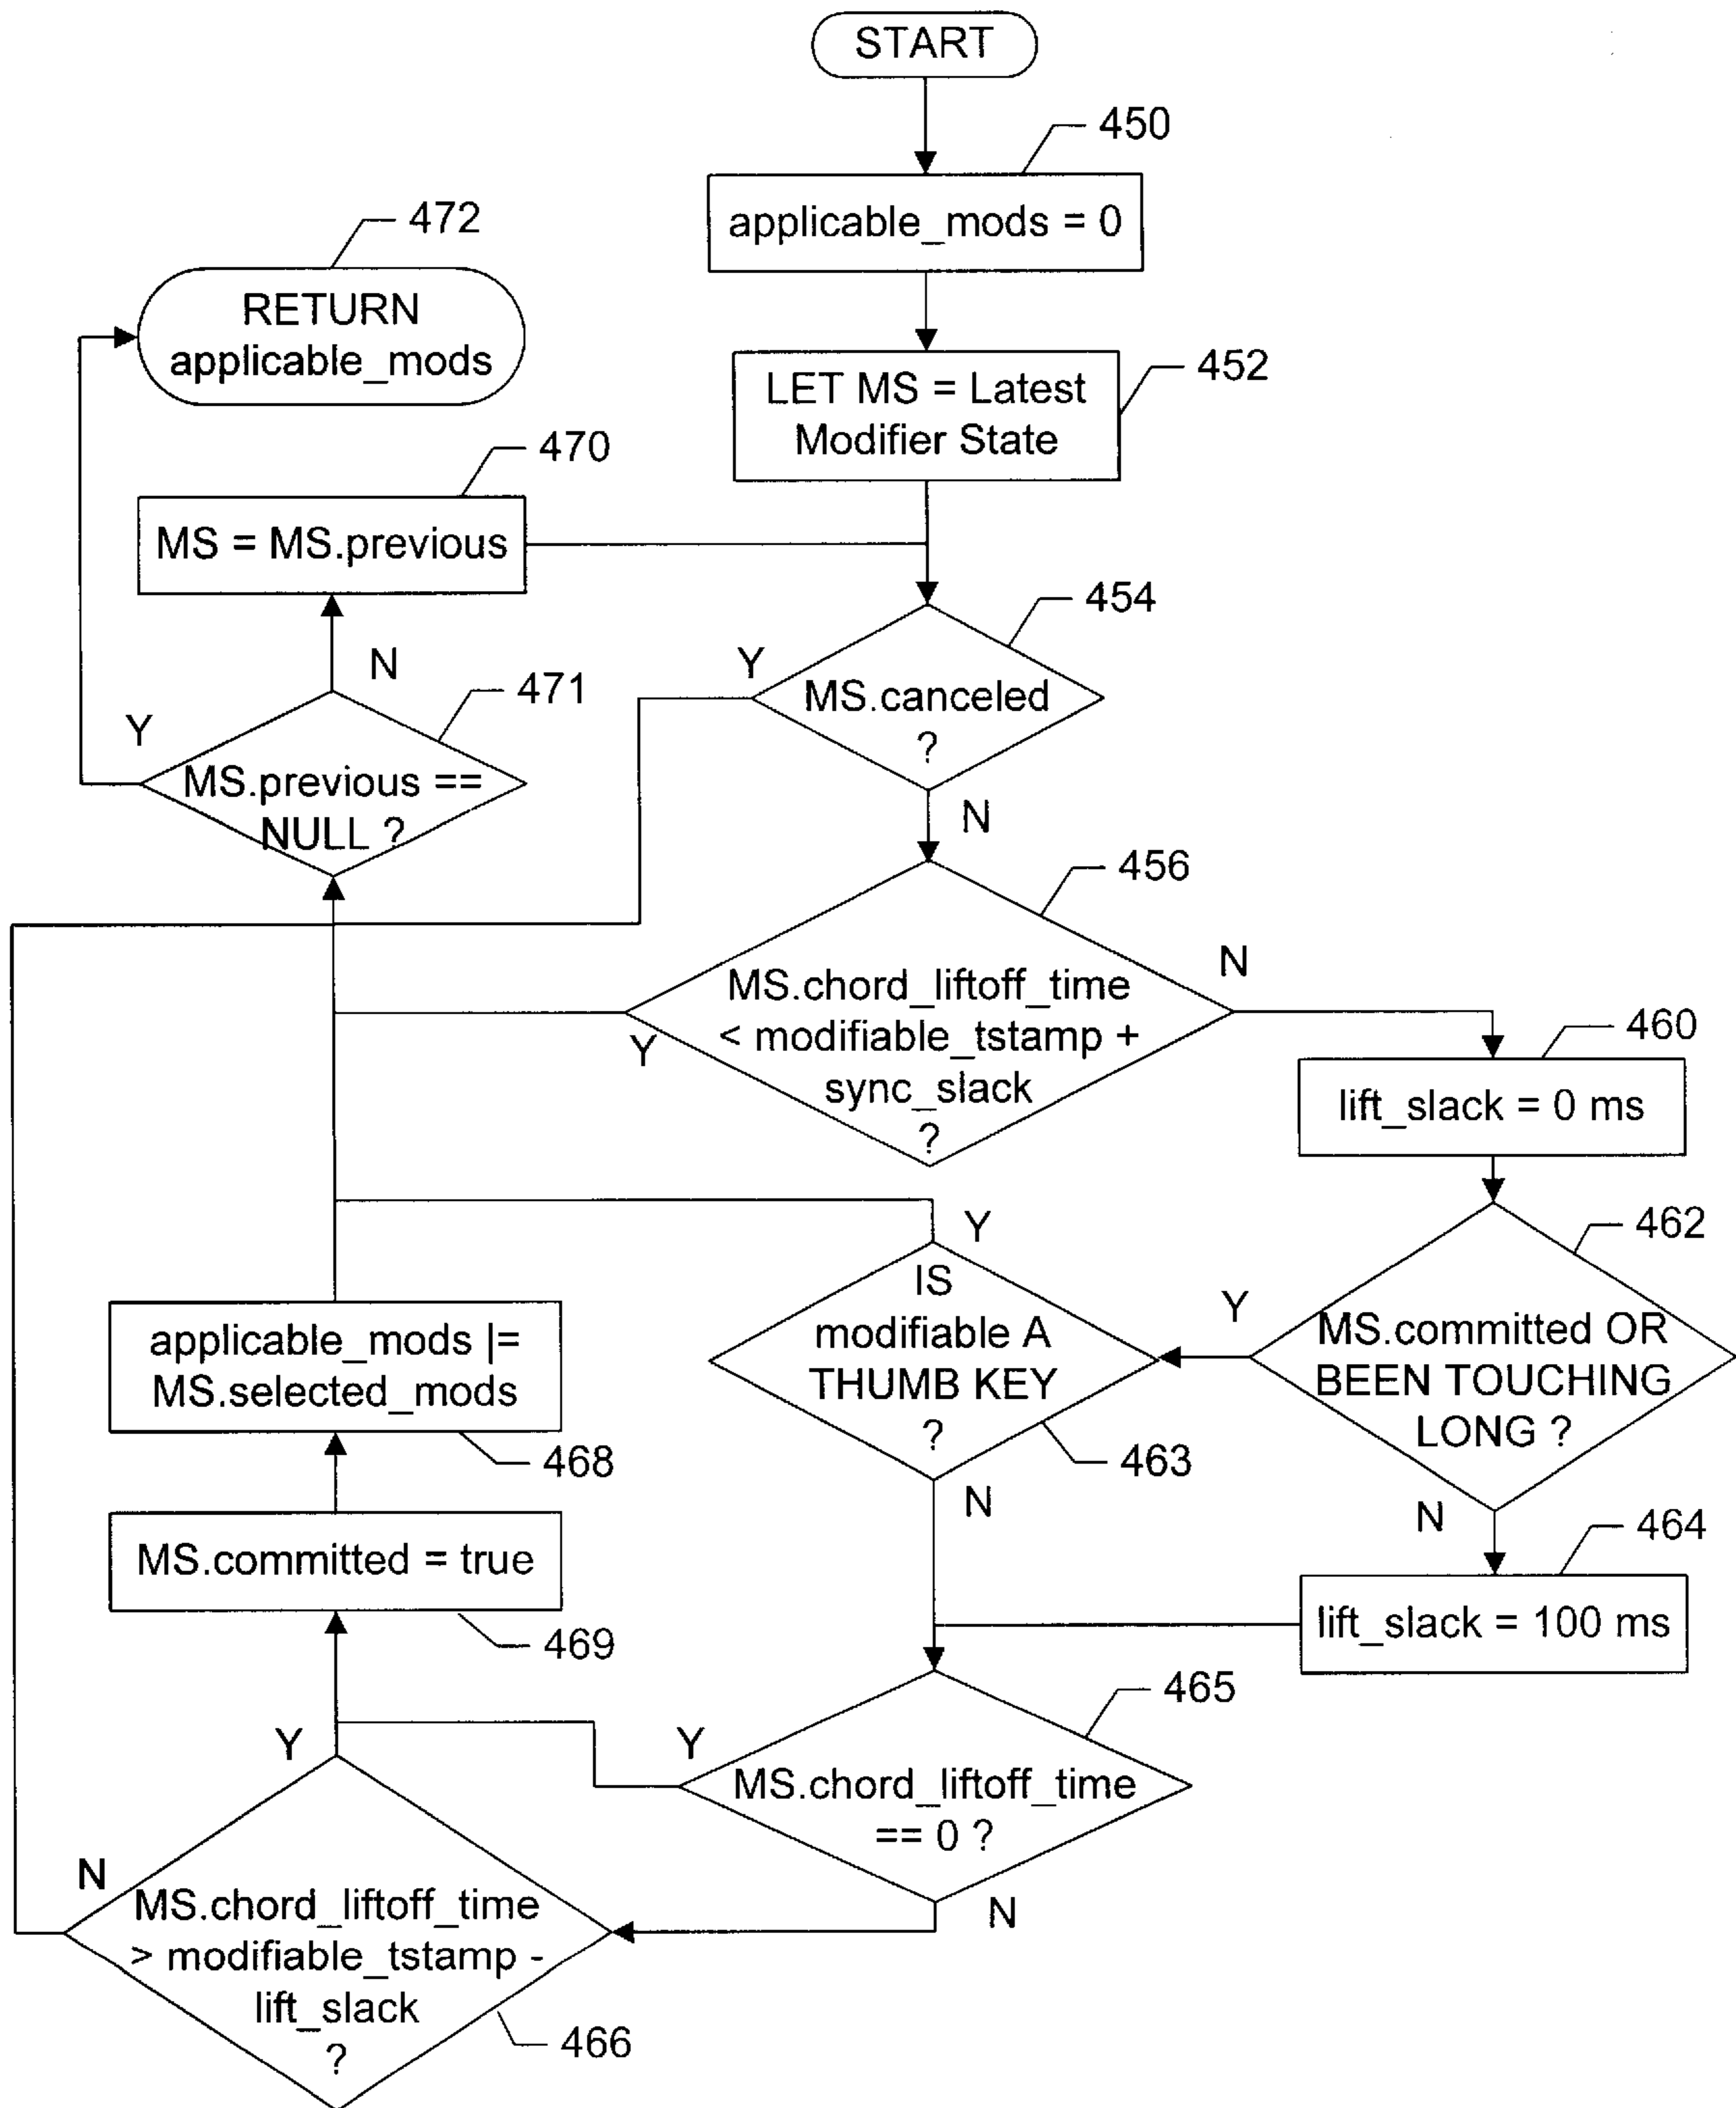 START
450
applicable_mods = 0
472
RETURN
applicable_mods
452
LET MS = Latest
Modifier State
470
MS = MS.previous
454
Y
MS.canceled
?
N
N
471
Y
MS.previous ==
NULL ?
456
MS.chord_liftoff_time
< modifiable_tstamp +
sync_slack
?
Y
N
460
lift_slack = 0 ms
462
MS.committed OR
BEEN TOUCHING
LONG ?
Y
N
Y
IS
modifiable A
THUMB KEY
?
463
N
464
lift_slack = 100 ms
applicable_mods |=
MS.selected_mods
468
MS.committed = true
469
465
Y
MS.chord_liftoff_time
== 0 ?
N
Y
N
MS.chord_liftoff_time
> modifiable_tstamp -
lift_slack
?
466